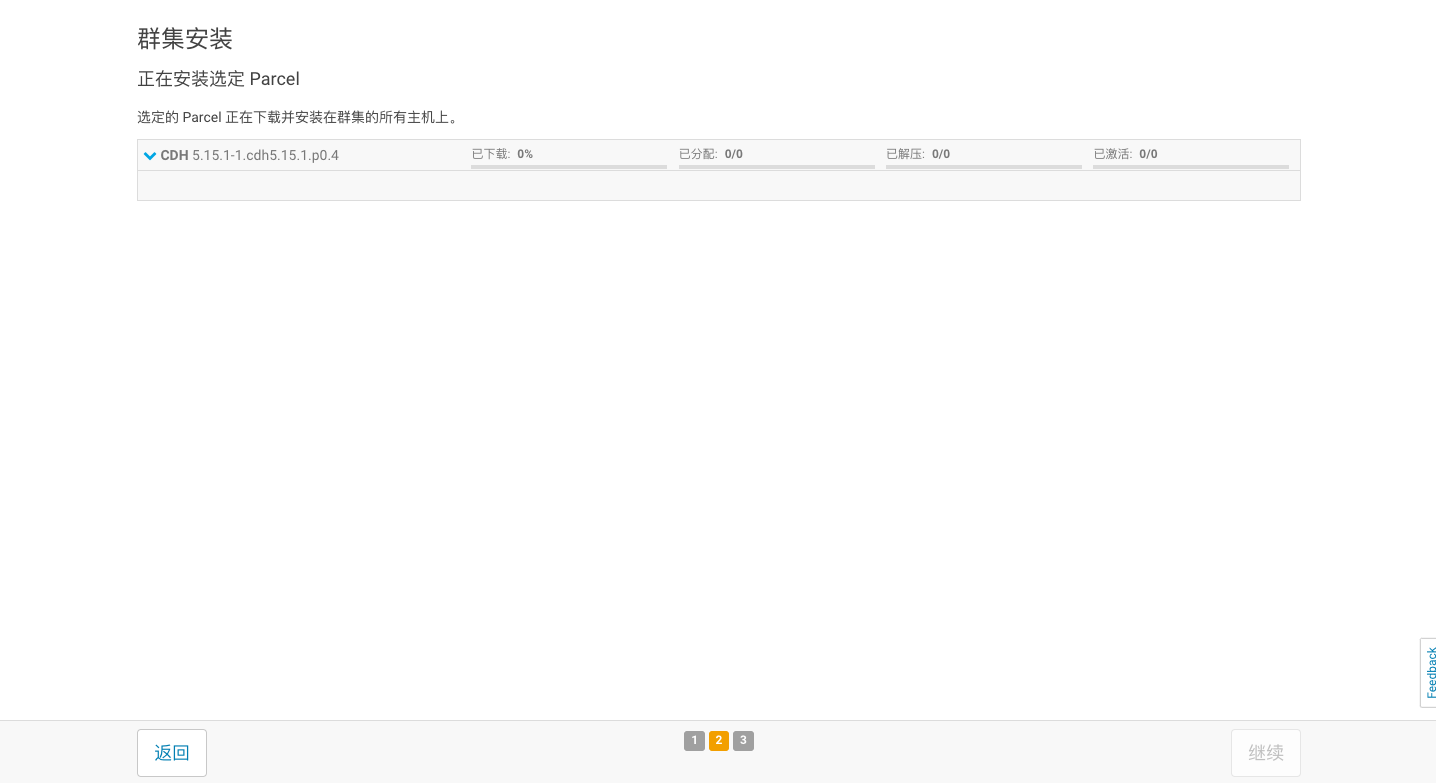 群集安装
正在安装选定 Parcel
选定的 Parcel 正在下载并安装在群集的所有主机上。
CDH 5.15.1-1.cdh5.15.1.p0.4 已下载: 0% 已分配: 0/0 已解压: 0/0 已激活: 0/0
Feedback
返回 1 2 3 继续